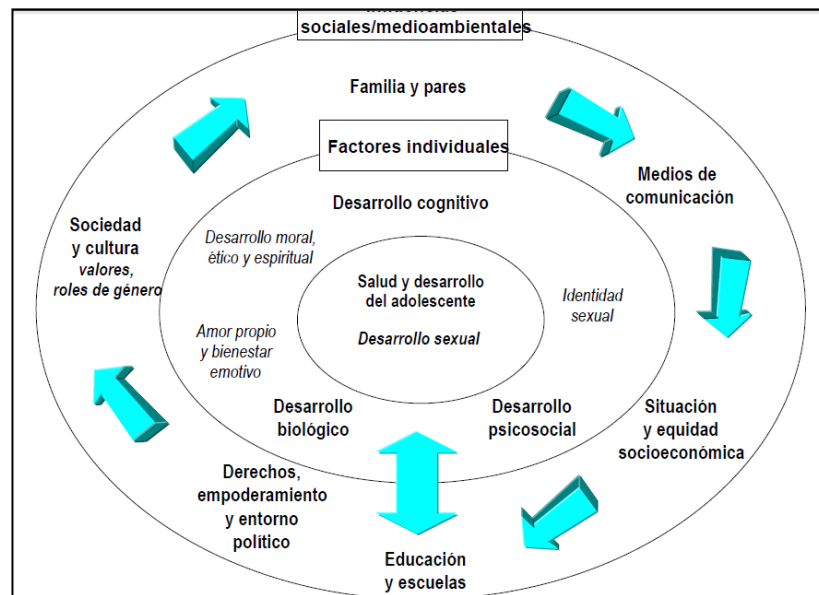 sociales/medioambientales
Familia y pares
Factores individuales
Medios de
comunicación
Desarrollo cognitivo
Sociedad
y cultura
valores,
roles de género
Desarrollo moral,
ético y espiritual
Salud y desarrollo
del adolescente
Desarrollo sexual
Identidad
sexual
Amor propio
y bienestar
emotivo
Desarrollo
biológico
Desarrollo
psicosocial
Situación
y equidad
socioeconómica
Derechos,
empoderamiento
y entorno
político
Educación
y escuelas